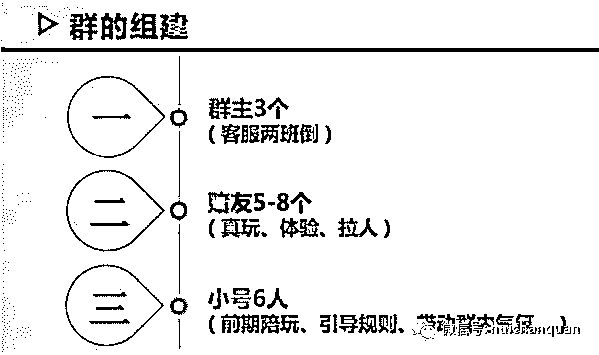 群的组建
一
群主3个
（客服两班倒）
二
赌友5-8个
（真玩、体验、拉人）
三
小号6人
（前期陪玩、引导规则、带动群内气氛
微信号: huichanquan